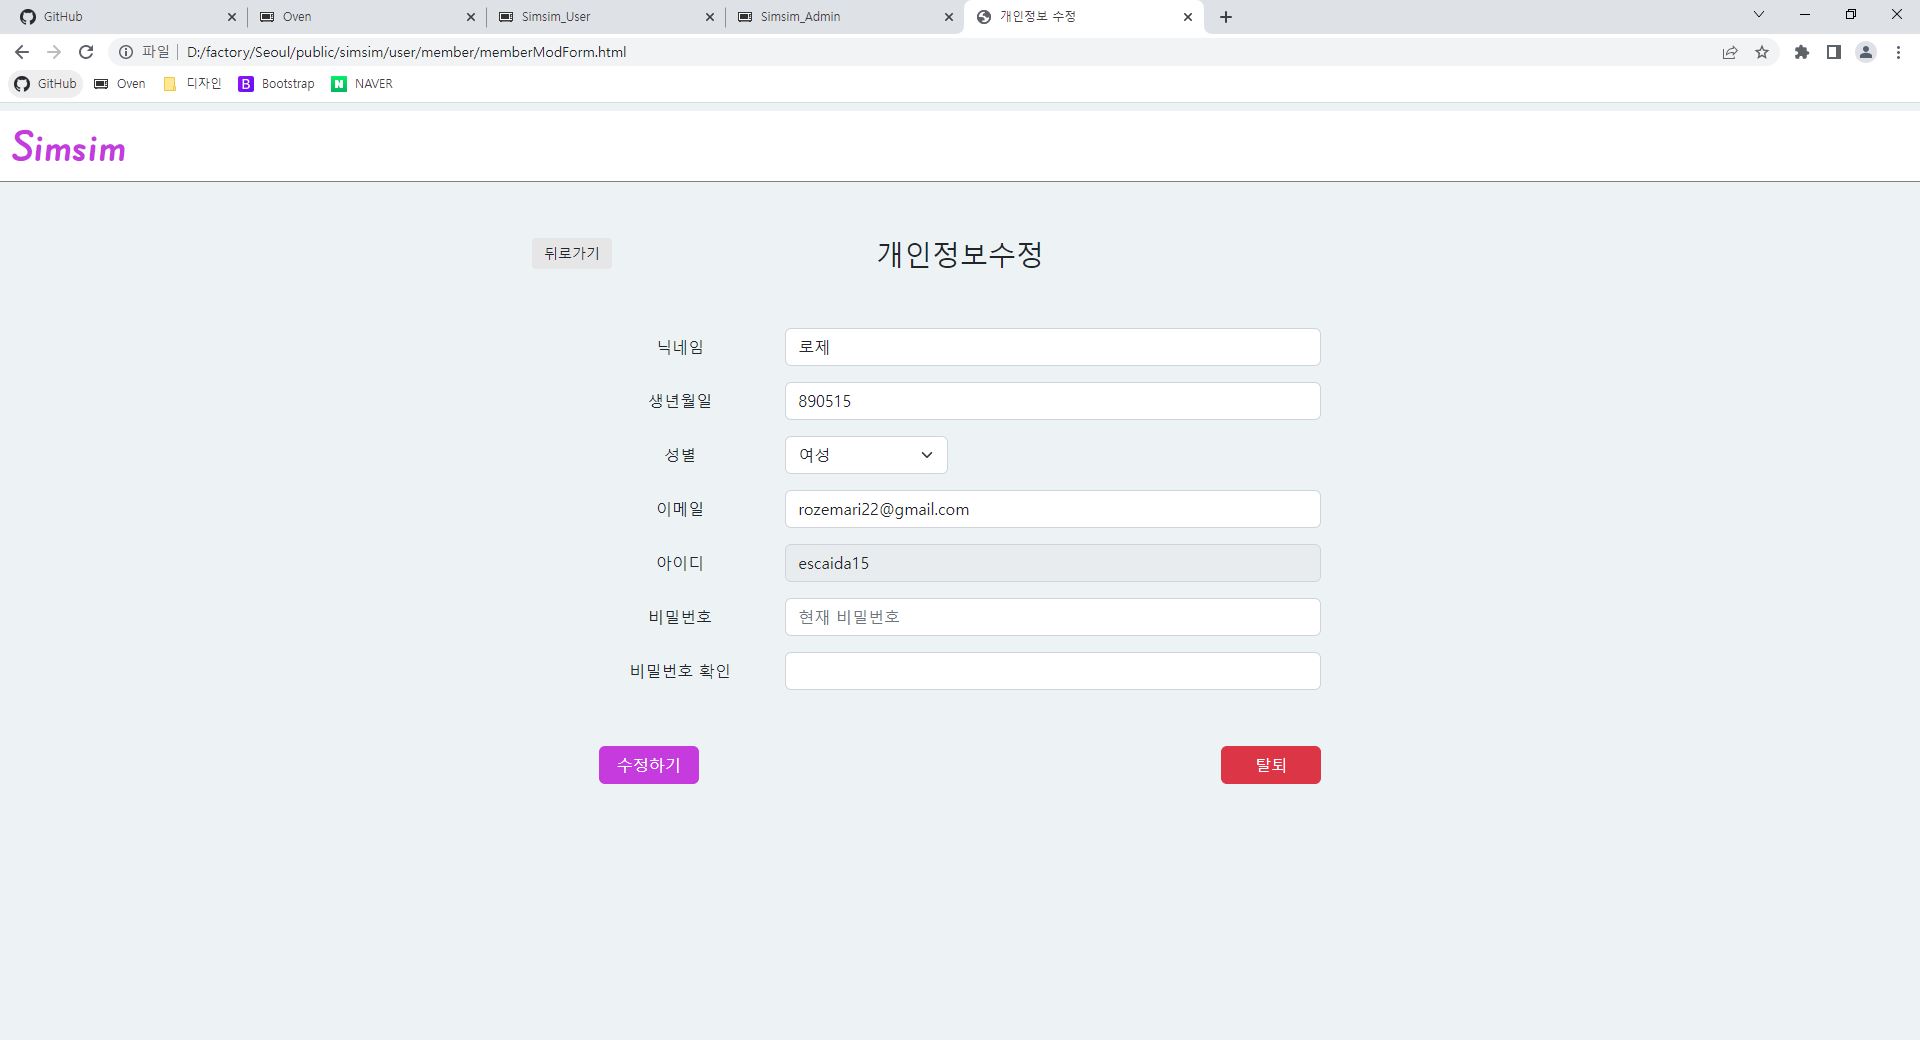 GitHub
Oven
Simsim_User
Simsim_Admin
개인정보 수정
파일
D:/factory/Seoul/public/simsim/user/member/memberModForm.html
GitHub
Oven
디자인
B
Bootstrap
N
NAVER
Simsim
뒤로가기
개인정보수정
닉네임
로제
생년월일
890515
성별
여성
이메일
rozemari22@gmail.com
아이디
escaida15
비밀번호
현재 비밀번호
비밀번호 확인
수정하기
탈퇴